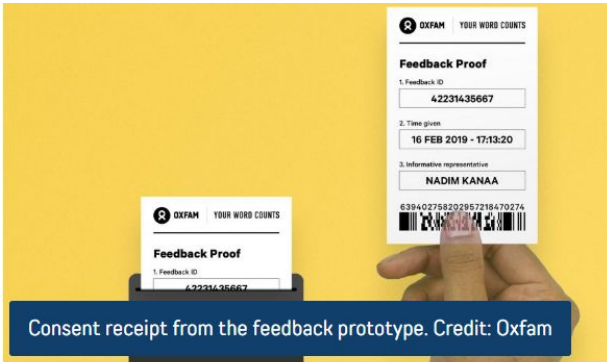 OXFAM YOUR WORD COUNTS
Feedback Proof
1. Feedback ID
42231435667
2. Time given
16 FEB 2019 - 17:13:20
3. Informative representative
NADIM KANAA
639402758202957218470274
OXFAM YOUR WORD COUNTS
Feedback Proof
1. Feedback ID
42231435667
Consent receipt from the feedback prototype. Credit: Oxfam